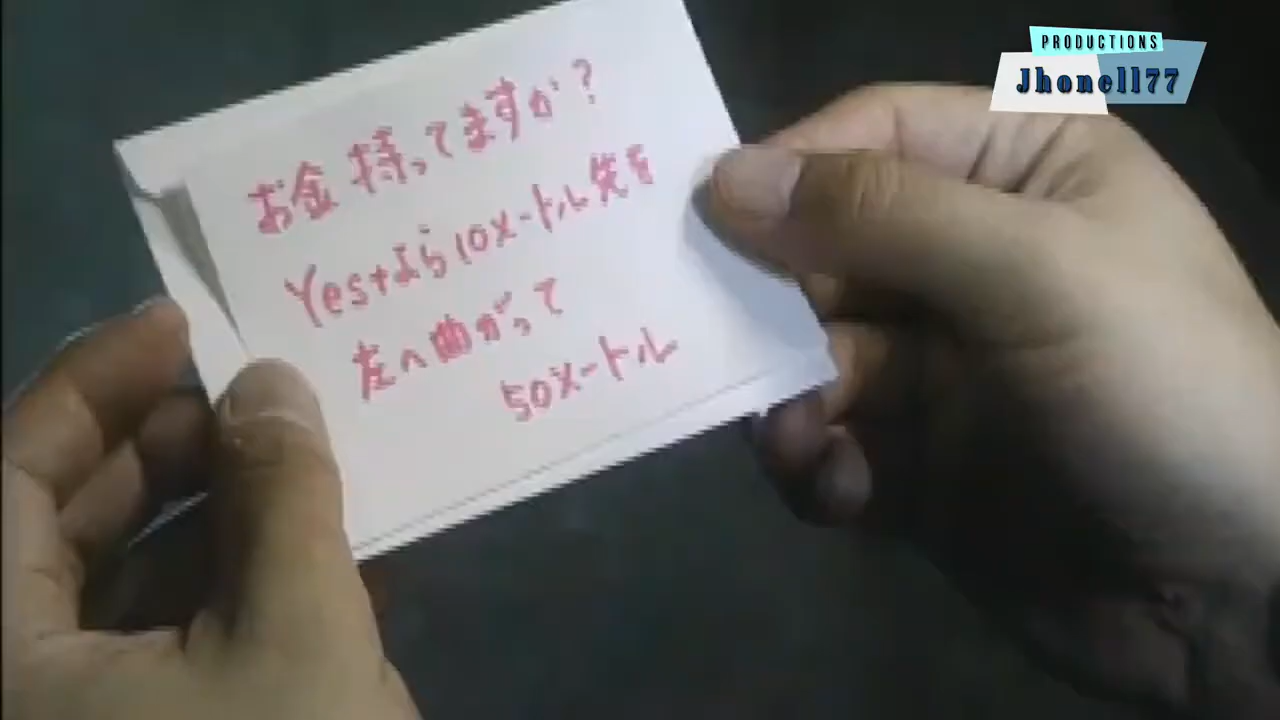 PRODUCTIONS
Jhonell77
お金持ってますか？
Yesなら10メートル先を
左へ曲がって
50メートル